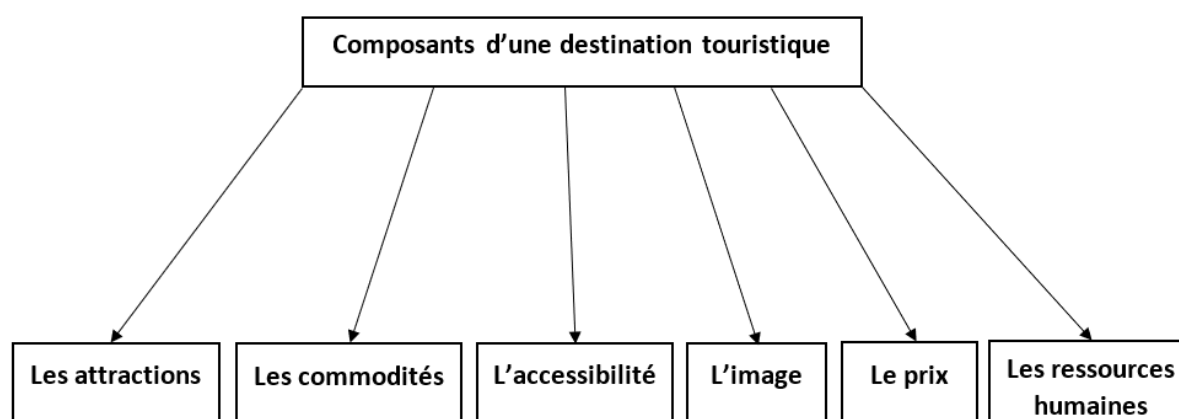 Composants d’une destination touristique
Les attractions
Les commodités
L’accessibilité
L’image
Le prix
Les ressources
humaines